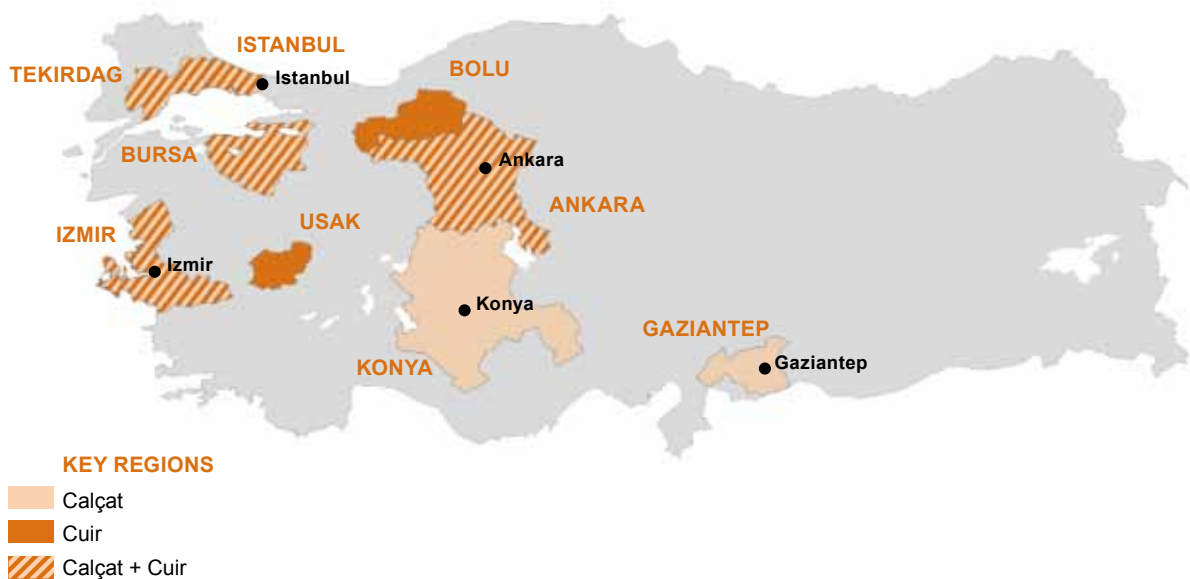 ISTANBUL
TEKIRDAG
Istanbul
BOLU
BURSA
Ankara
ANKARA
USAK
IZMIR
Izmir
Konya
GAZIANTEP
KONYA
Gaziantep
KEY REGIONS
Calçat
Cuir
Calçat + Cuir